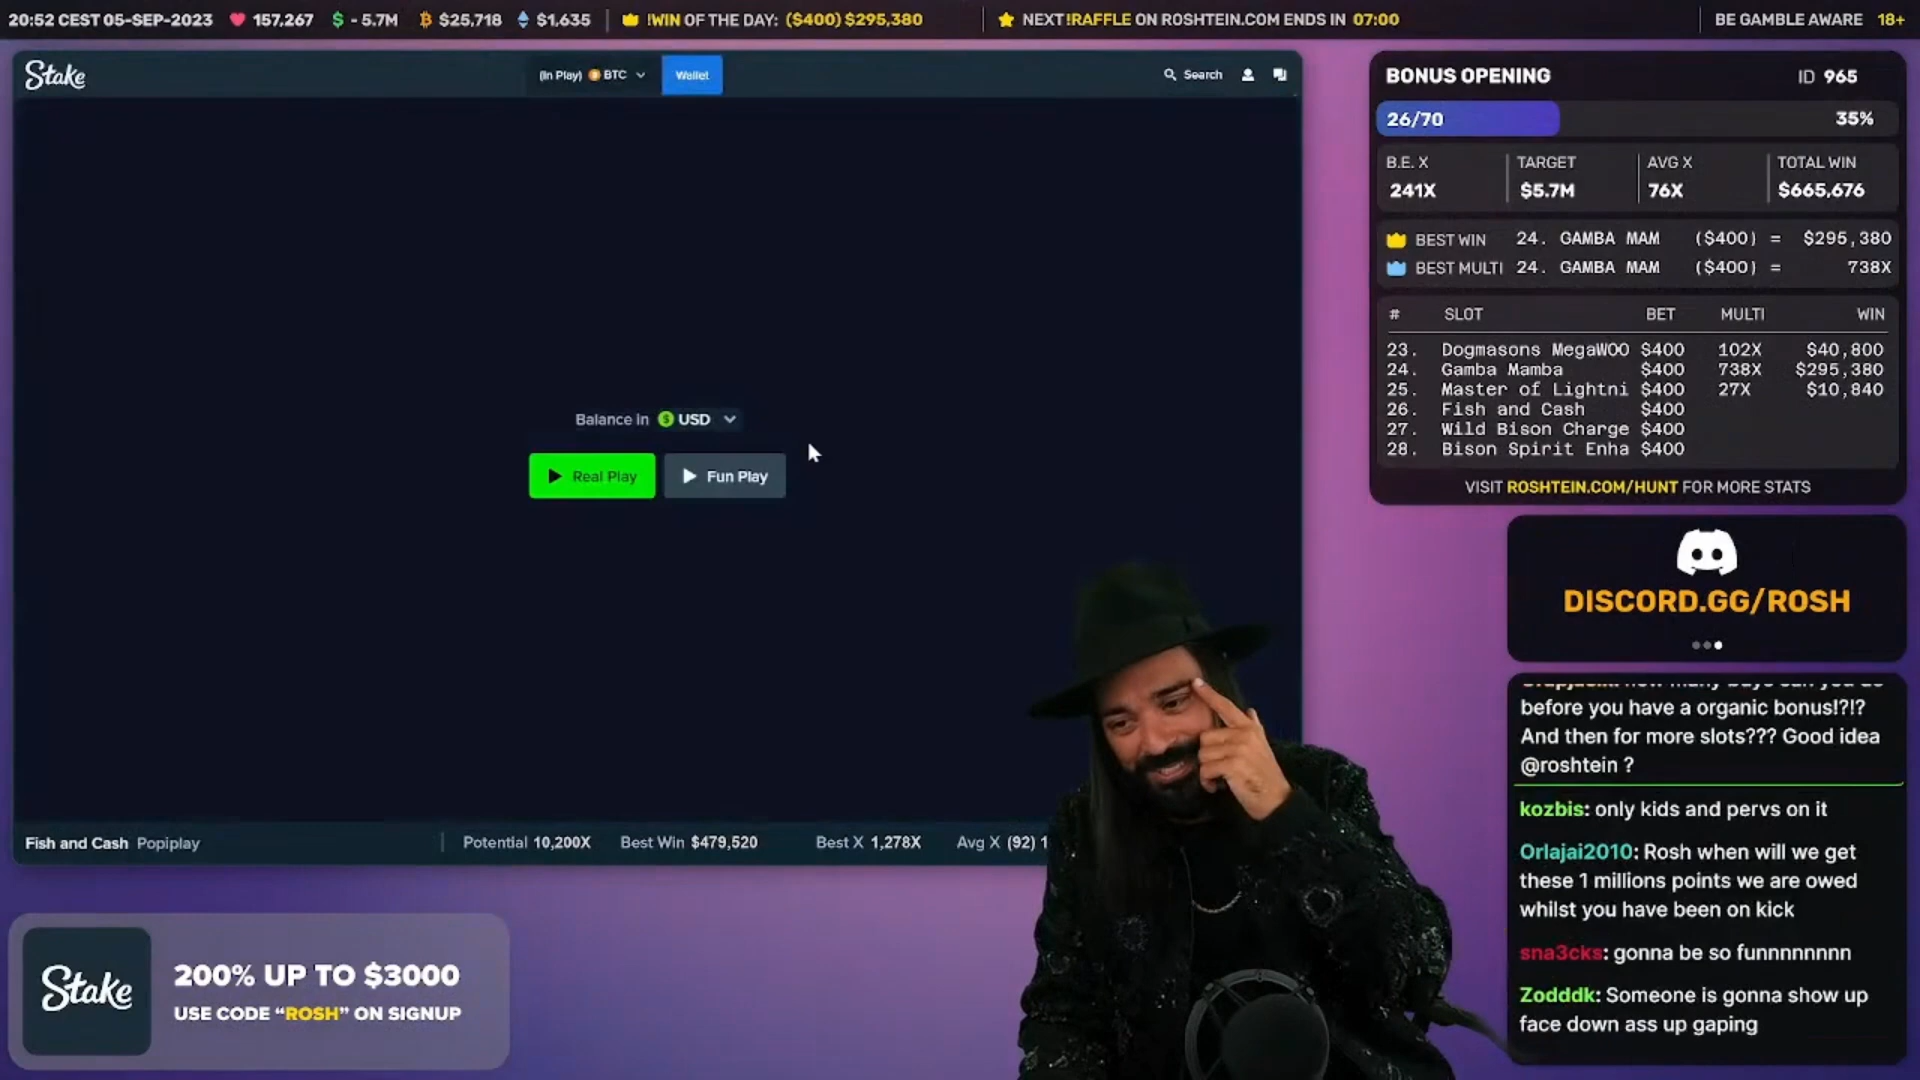 20:52 CEST 05-SEP-2023 157,267 $ - 5.7M $25,718 $1,635 !WIN OF THE DAY: ($400) $295,380 NEXT !RAFFLE ON ROSHTEIN.COM ENDS IN 07:00 BE GAMBLE AWARE 18+
Stake (In Play) BTC Wallet Search
Balance in USD
Real Play Fun Play
Fish and Cash Popiplay Potential 10,200X Best Win $479,520 Best X 1,278X Avg X (92) 1
Stake
200% UP TO $3000
USE CODE “ROSH” ON SIGNUP
BONUS OPENING ID 965
26/70 35%
B.E. X TARGET AVG X TOTAL WIN
241X $5.7M 76X $665,676
BEST WIN 24. GAMBA MAM ($400) = $295,380
BEST MULTI 24. GAMBA MAM ($400) = 738X
# SLOT BET MULTI WIN
23. Dogmasons MegaWOO $400 102X $40,800
24. Gamba Mamba $400 738X $295,380
25. Master of Lightni $400 27X $10,840
26. Fish and Cash $400
27. Wild Bison Charge $400
28. Bison Spirit Enha $400
VISIT ROSHTEIN.COM/HUNT FOR MORE STATS
DISCORD.GG/ROSH
how many buys can you do
before you have a organic bonus!?!?
And then for more slots??? Good idea
@roshtein ?
kozbis: only kids and pervs on it
Orlajai2010: Rosh when will we get
these 1 millions points we are owed
whilst you have been on kick
sna3cks: gonna be so funnnnnnnn
Zodddk: Someone is gonna show up
face down ass up gaping